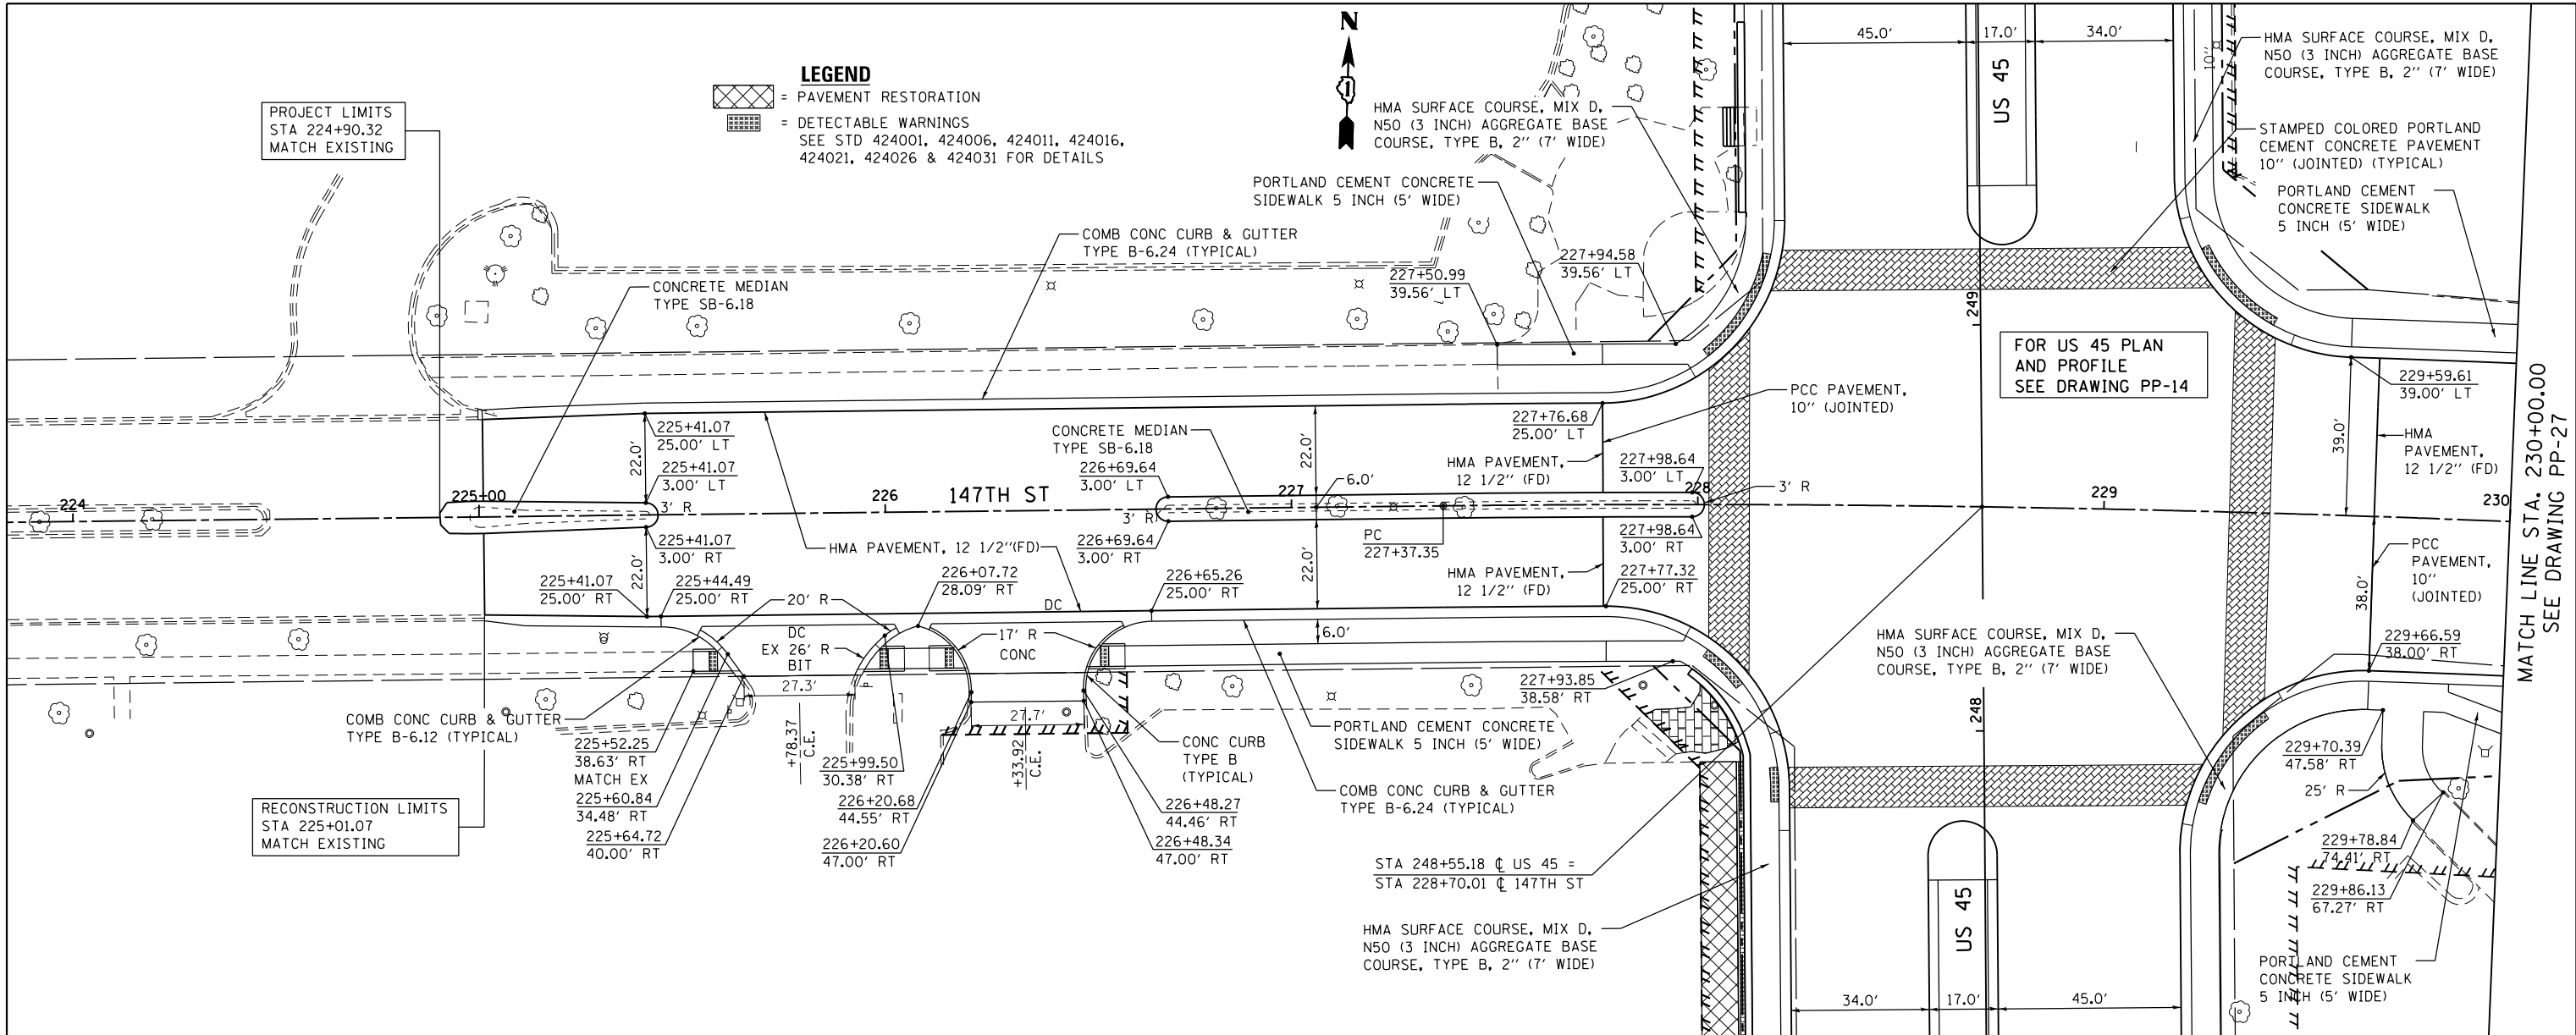 LEGEND
= PAVEMENT RESTORATION
= DETECTABLE WARNINGS
SEE STD 424001, 424006, 424011, 424016,
424021, 424026 & 424031 FOR DETAILS
PROJECT LIMITS
STA 224+90.32
MATCH EXISTING
N
1
HMA SURFACE COURSE, MIX D,
N50 (3 INCH) AGGREGATE BASE
COURSE, TYPE B, 2" (7' WIDE)
PORTLAND CEMENT CONCRETE
SIDEWALK 5 INCH (5' WIDE)
COMB CONC CURB & GUTTER
TYPE B-6.24 (TYPICAL)
CONCRETE MEDIAN
TYPE SB-6.18
227+50.99
39.56' LT
227+94.58
39.56' LT
45.0'
17.0'
34.0'
US 45
10"
HMA SURFACE COURSE, MIX D,
N50 (3 INCH) AGGREGATE BASE
COURSE, TYPE B, 2" (7' WIDE)
STAMPED COLORED PORTLAND
CEMENT CONCRETE PAVEMENT
10" (JOINTED) (TYPICAL)
PORTLAND CEMENT
CONCRETE SIDEWALK
5 INCH (5' WIDE)
249
FOR US 45 PLAN
AND PROFILE
SEE DRAWING PP-14
229+59.61
39.00' LT
MATCH LINE STA. 230+00.00
SEE DRAWING PP-27
PCC PAVEMENT,
10" (JOINTED)
225+41.07
25.00' LT
22.0'
225+41.07
3.00' LT
CONCRETE MEDIAN
TYPE SB-6.18
226+69.64
3.00' LT
22.0'
227+76.68
25.00' LT
HMA PAVEMENT,
12 1/2" (FD)
227+98.64
3.00' LT
39.0'
HMA
PAVEMENT,
12 1/2" (FD)
224
225+00
3' R
226
147TH ST
3' R
227
6.0'
228
3' R
229
230
225+41.07
3.00' RT
22.0'
HMA PAVEMENT, 12 1/2"(FD)
226+69.64
3.00' RT
PC
227+37.35
22.0'
227+98.64
3.00' RT
HMA PAVEMENT,
12 1/2" (FD)
227+77.32
25.00' RT
PCC
PAVEMENT,
10"
(JOINTED)
38.0'
225+41.07
25.00' RT
225+44.49
25.00' RT
20' R
226+07.72
28.09' RT
DC
226+65.26
25.00' RT
DC
EX 26' R
BIT
17' R
CONC
6.0'
27.3'
27.7'
+78.37
C.E.
+33.92
C.E.
227+93.85
38.58' RT
HMA SURFACE COURSE, MIX D,
N50 (3 INCH) AGGREGATE BASE
COURSE, TYPE B, 2" (7' WIDE)
229+66.59
38.00' RT
248
COMB CONC CURB & GUTTER
TYPE B-6.12 (TYPICAL)
225+52.25
38.63' RT
MATCH EX
225+60.84
34.48' RT
225+64.72
40.00' RT
225+99.50
30.38' RT
226+20.68
44.55' RT
226+20.60
47.00' RT
CONC CURB
TYPE B
(TYPICAL)
226+48.27
44.46' RT
226+48.34
47.00' RT
PORTLAND CEMENT CONCRETE
SIDEWALK 5 INCH (5' WIDE)
COMB CONC CURB & GUTTER
TYPE B-6.24 (TYPICAL)
229+70.39
47.58' RT
25' R
229+78.84
74.41' RT
229+86.13
67.27' RT
RECONSTRUCTION LIMITS
STA 225+01.07
MATCH EXISTING
STA 248+55.18 ℄ US 45 =
STA 228+70.01 ℄ 147TH ST
HMA SURFACE COURSE, MIX D,
N50 (3 INCH) AGGREGATE BASE
COURSE, TYPE B, 2" (7' WIDE)
US 45
34.0'
17.0'
45.0'
PORTLAND CEMENT
CONCRETE SIDEWALK
5 INCH (5' WIDE)